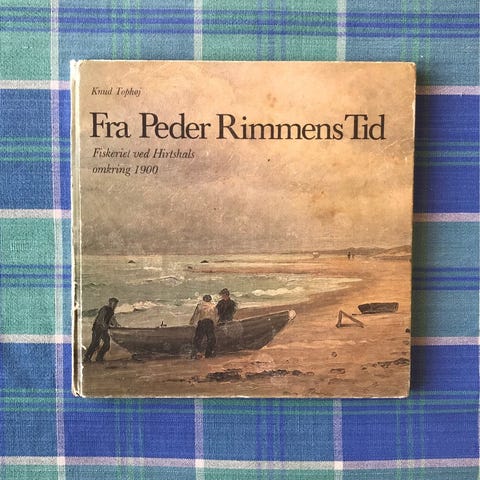 Knud Tophøj
Fra Peder Rimmens Tid
Fiskeriet ved Hirtshals
omkring 1900